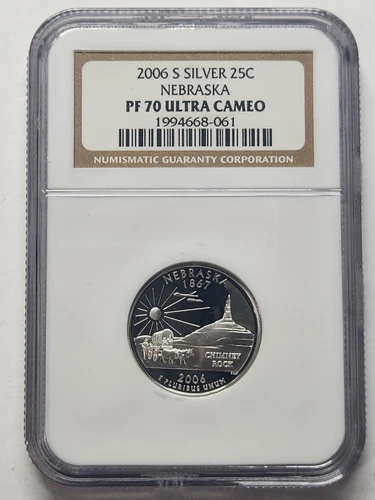 2006 S SILVER 25C
NEBRASKA
PF 70 ULTRA CAMEO
1994668-061
NUMISMATIC GUARANTY CORPORATION
NEBRASKA
1867
CHIMNEY
ROCK
2006
E PLURIBUS UNUM